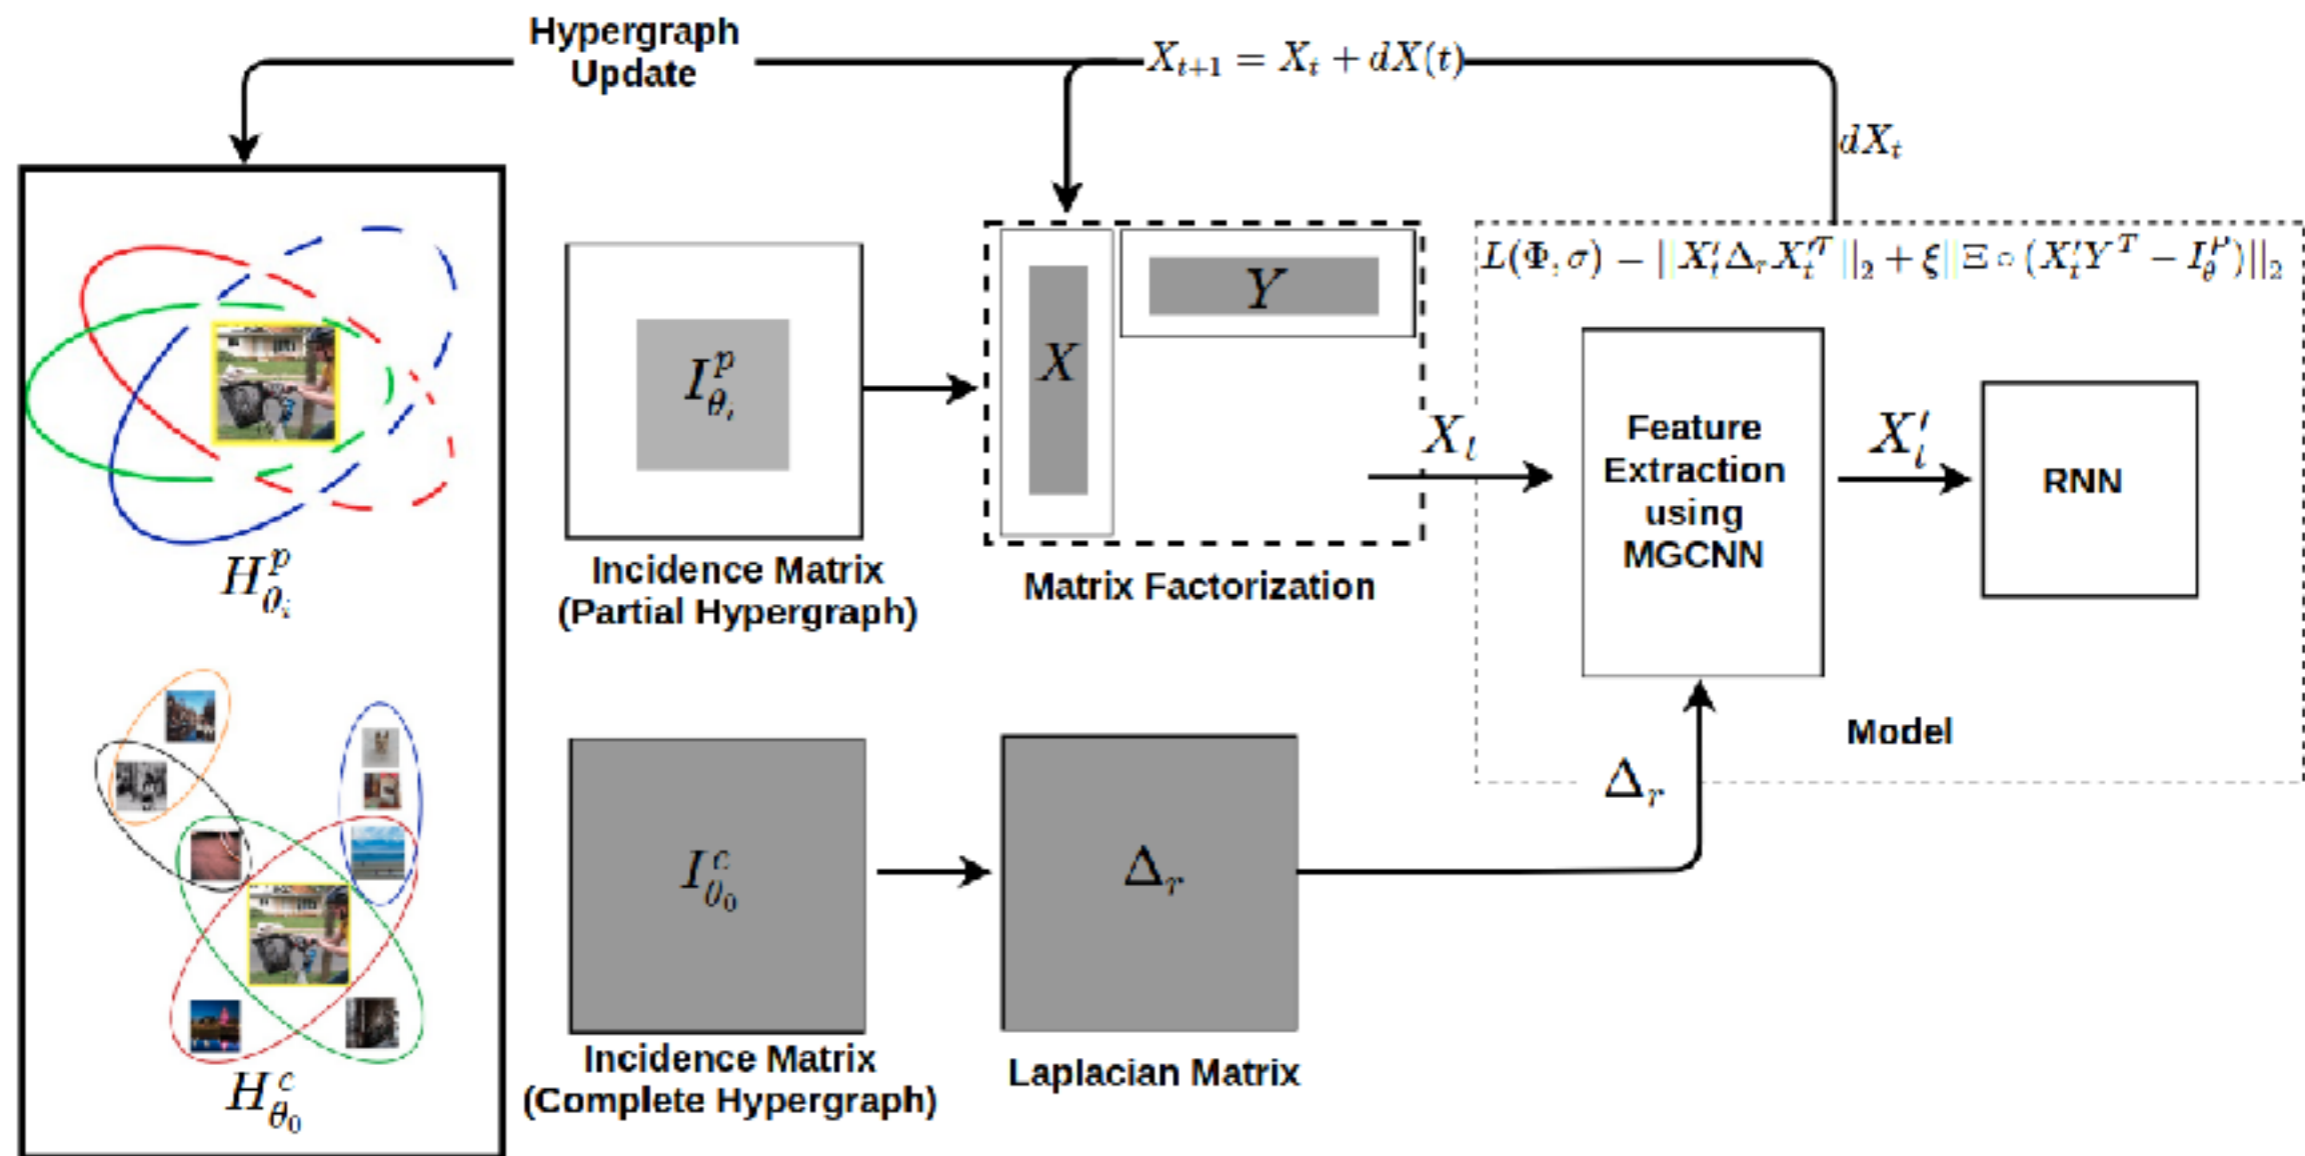 Hypergraph
Update
X_{t+1} = X_t + dX(t)
dX_t
L(Φ, σ) − ||X'_t Δ_r X'^T_t||_2 + ξ||Ξ ∘ (X'_t Y^T − I^P_θ)||_2
X
Y
I^p_{θ_i}
X_t
Feature
Extraction
using
MGCNN
X'_t
RNN
H^p_{θ_i}
Incidence Matrix
(Partial Hypergraph)
Matrix Factorization
Model
Δ_r
I^c_{θ_0}
Δ_r
H^c_{θ_0}
Incidence Matrix
(Complete Hypergraph)
Laplacian Matrix